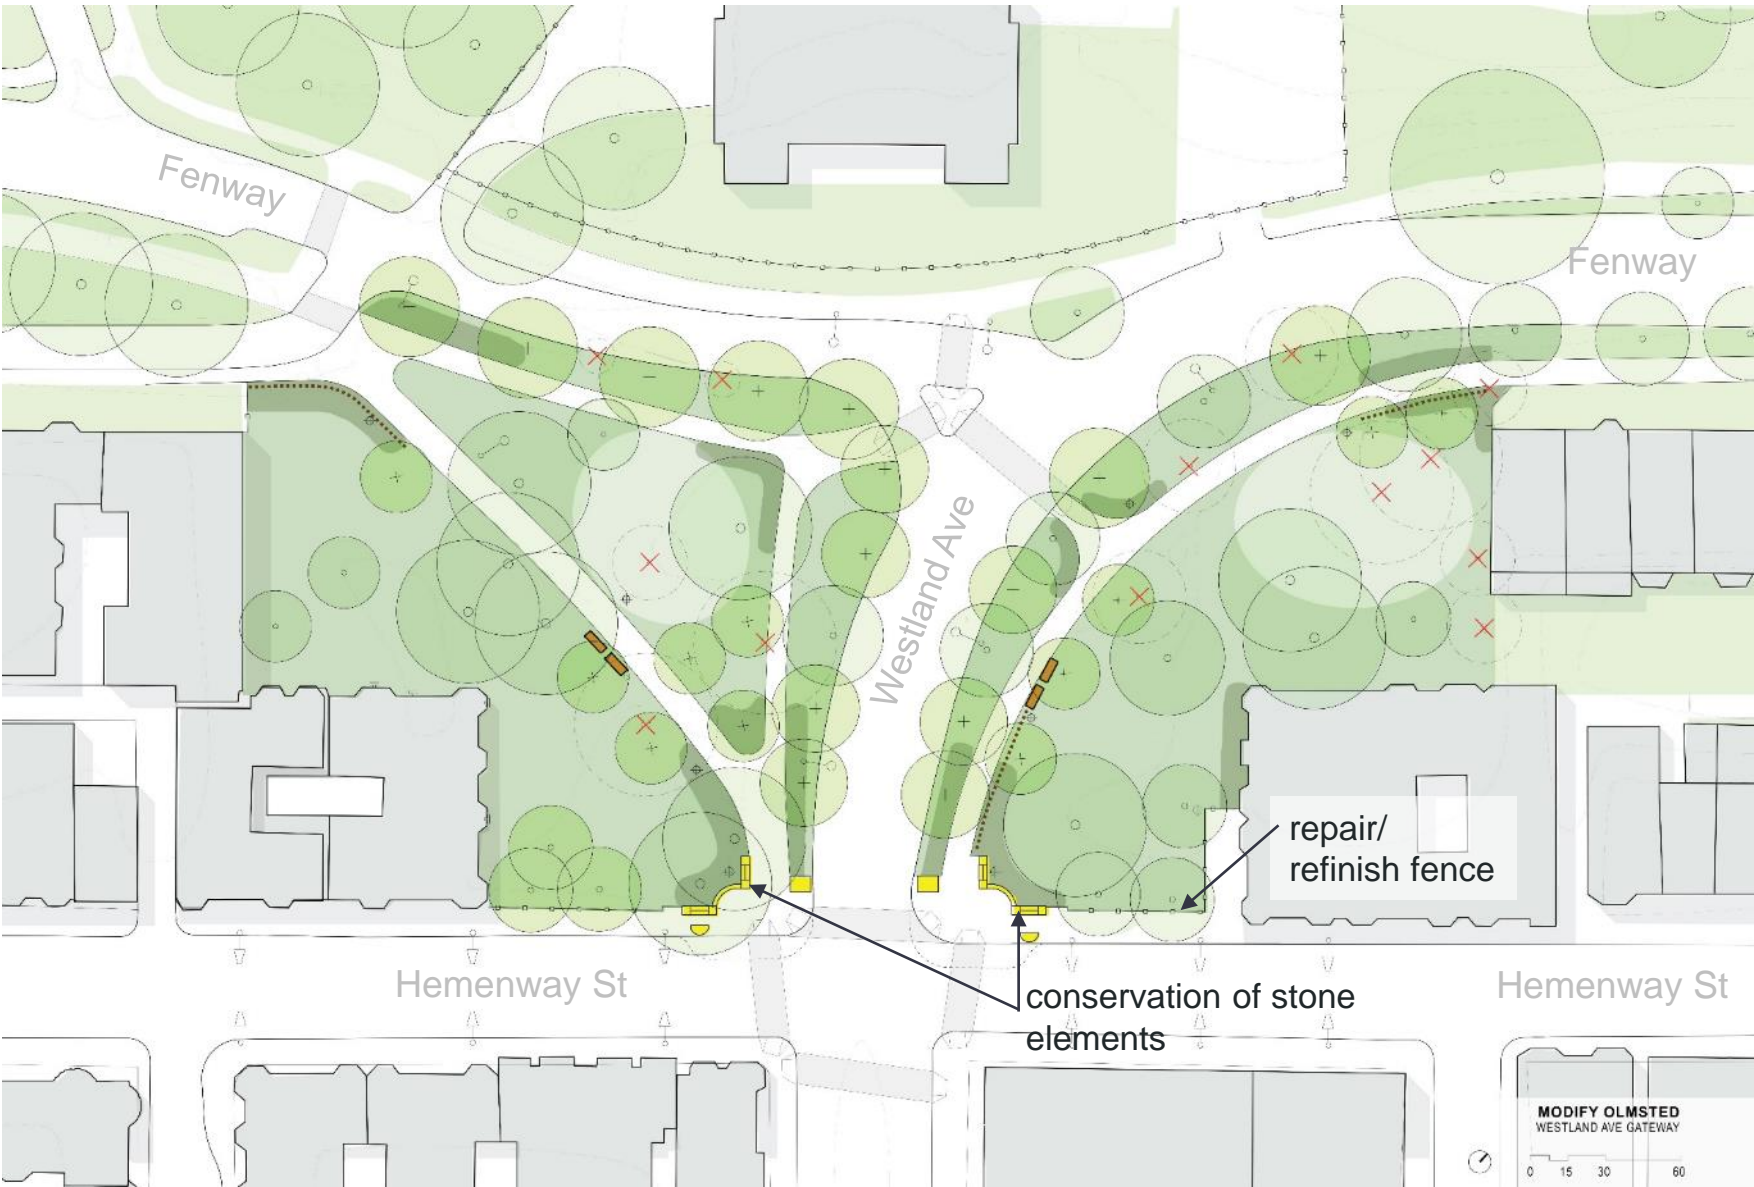 Fenway
Fenway
Westland Ave
repair/
refinish fence
Hemenway St
Hemenway St
conservation of stone
elements
MODIFY OLMSTED
WESTLAND AVE GATEWAY
0 15 30 60